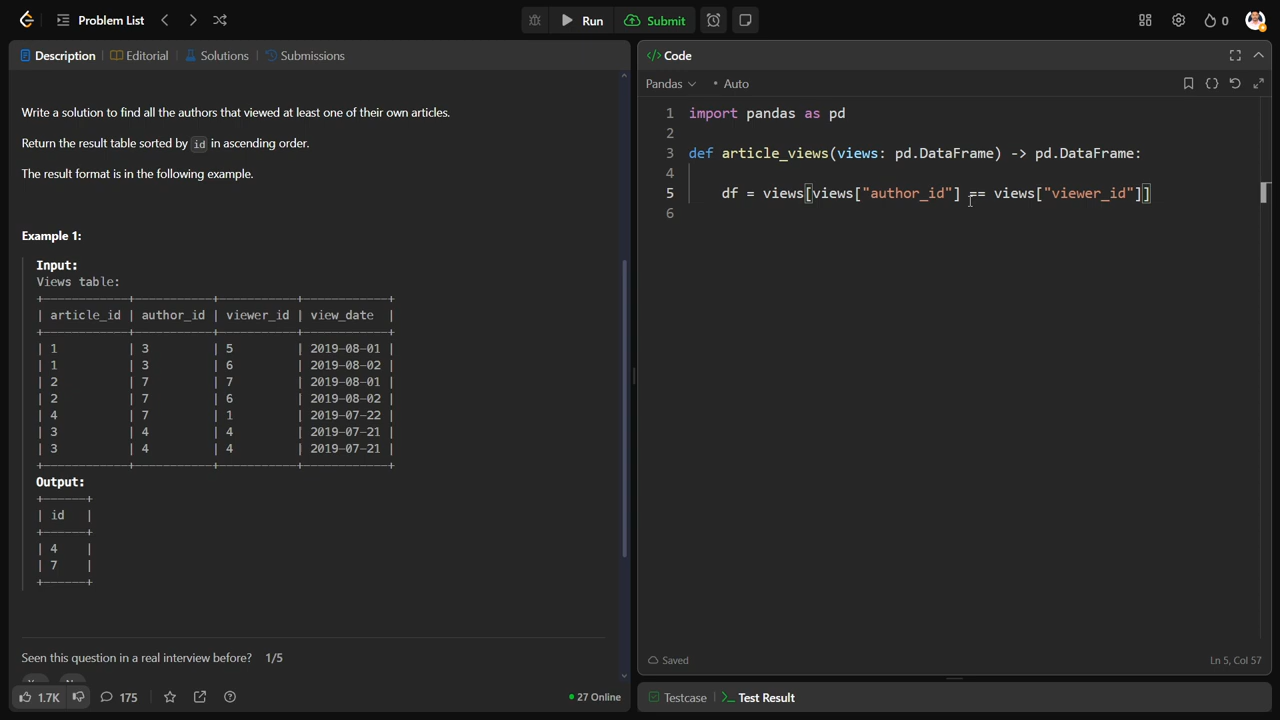 Problem List
Run
Submit
0
Description
Editorial
Solutions
Submissions
Write a solution to find all the authors that viewed at least one of their own articles.
Return the result table sorted by id in ascending order.
The result format is in the following example.
Example 1:
Input:
Views table:
+------------+-----------+-----------+------------+
| article_id | author_id | viewer_id | view_date  |
+------------+-----------+-----------+------------+
| 1          | 3         | 5         | 2019-08-01 |
| 1          | 3         | 6         | 2019-08-02 |
| 2          | 7         | 7         | 2019-08-01 |
| 2          | 7         | 6         | 2019-08-02 |
| 4          | 7         | 1         | 2019-07-22 |
| 3          | 4         | 4         | 2019-07-21 |
| 3          | 4         | 4         | 2019-07-21 |
+------------+-----------+-----------+------------+
Output:
+------+
| id   |
+------+
| 4    |
| 7    |
+------+
Seen this question in a real interview before? 1/5
1.7K
175
27 Online
</> Code
Pandas
• Auto
1 import pandas as pd
2
3 def article_views(views: pd.DataFrame) -> pd.DataFrame:
4
5     df = views[views["author_id"] == views["viewer_id"]]
6
Saved
Ln 5, Col 57
Testcase
>_ Test Result